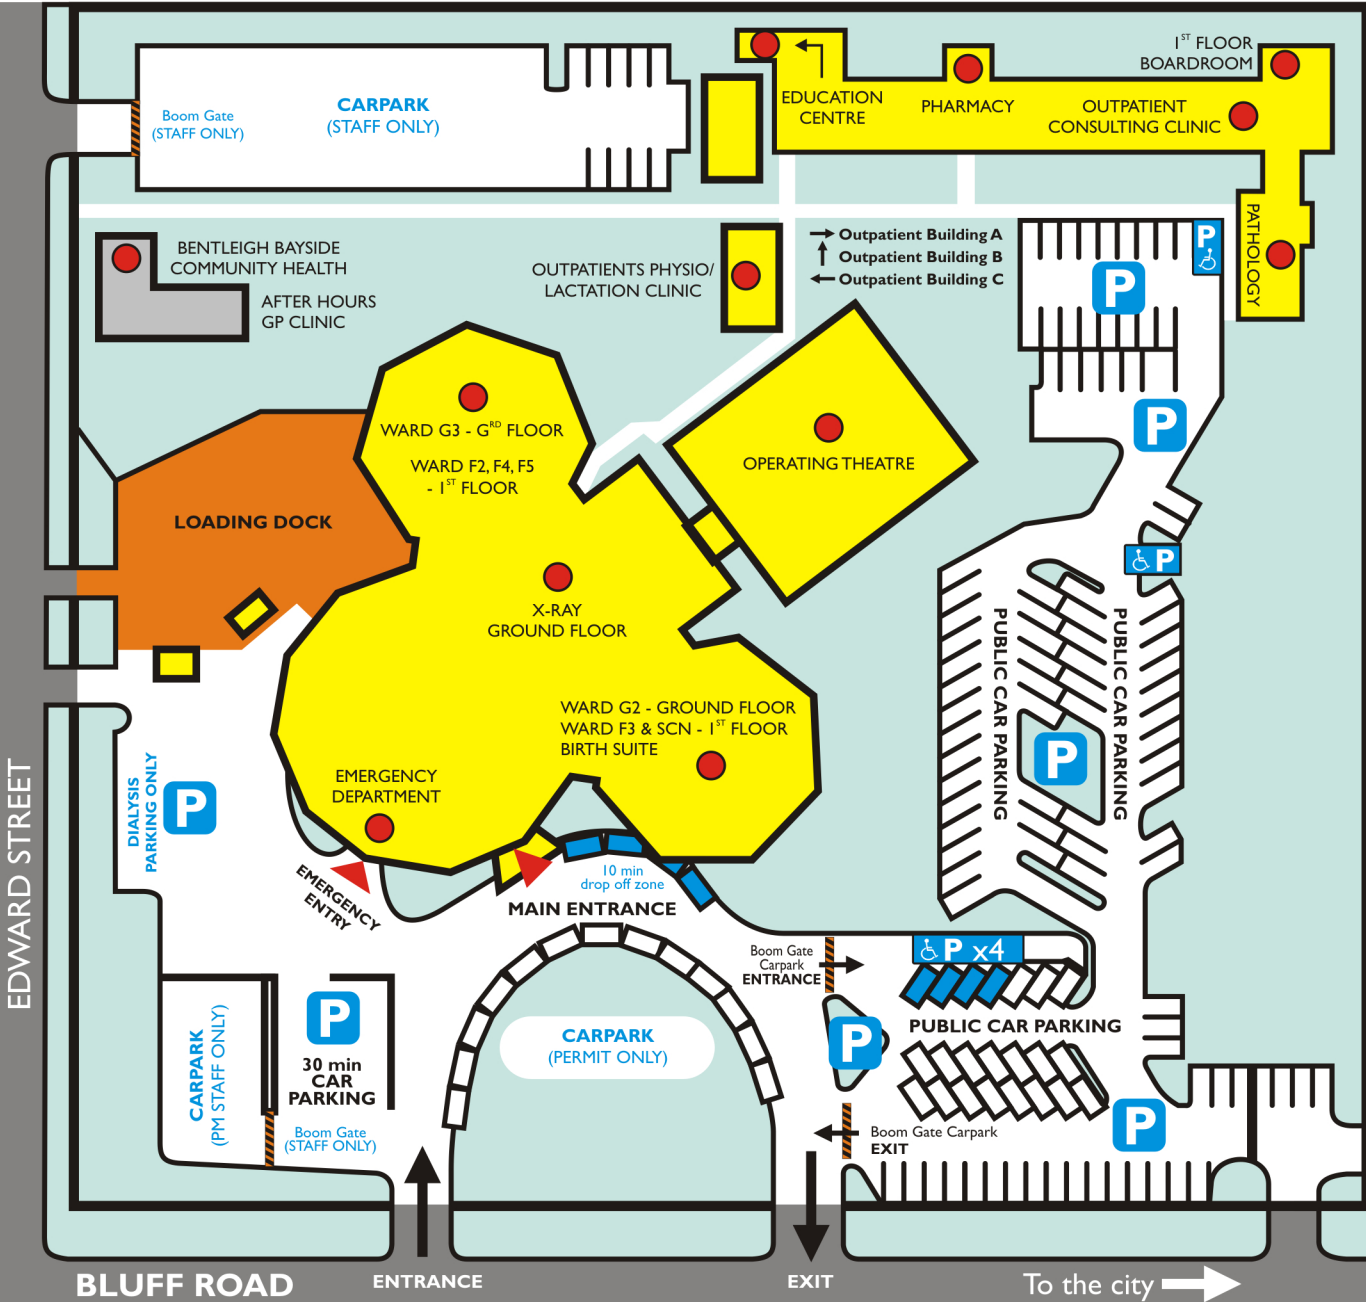 1ST FLOOR
BOARDROOM
CARPARK
(STAFF ONLY)
Boom Gate
(STAFF ONLY)
EDUCATION
CENTRE
PHARMACY
OUTPATIENT
CONSULTING CLINIC
PATHOLOGY
BENTLEIGH BAYSIDE
COMMUNITY HEALTH
AFTER HOURS
GP CLINIC
OUTPATIENTS PHYSIO/
LACTATION CLINIC
Outpatient Building A
Outpatient Building B
Outpatient Building C
P
P
P
WARD G3 - GRD FLOOR
WARD F2, F4, F5
- 1ST FLOOR
OPERATING THEATRE
LOADING DOCK
P
X-RAY
GROUND FLOOR
PUBLIC CAR PARKING
PUBLIC CAR PARKING
P
WARD G2 - GROUND FLOOR
WARD F3 & SCN - 1ST FLOOR
BIRTH SUITE
EMERGENCY
DEPARTMENT
DIALYSIS
PARKING ONLY
P
EMERGENCY
ENTRY
10 min
drop off zone
MAIN ENTRANCE
Boom Gate
Carpark
ENTRANCE
P x4
PUBLIC CAR PARKING
P
P
Boom Gate Carpark
EXIT
CARPARK
(PERMIT ONLY)
P
30 min
CAR
PARKING
CARPARK
(PM STAFF ONLY)
Boom Gate
(STAFF ONLY)
EDWARD STREET
BLUFF ROAD
ENTRANCE
EXIT
To the city